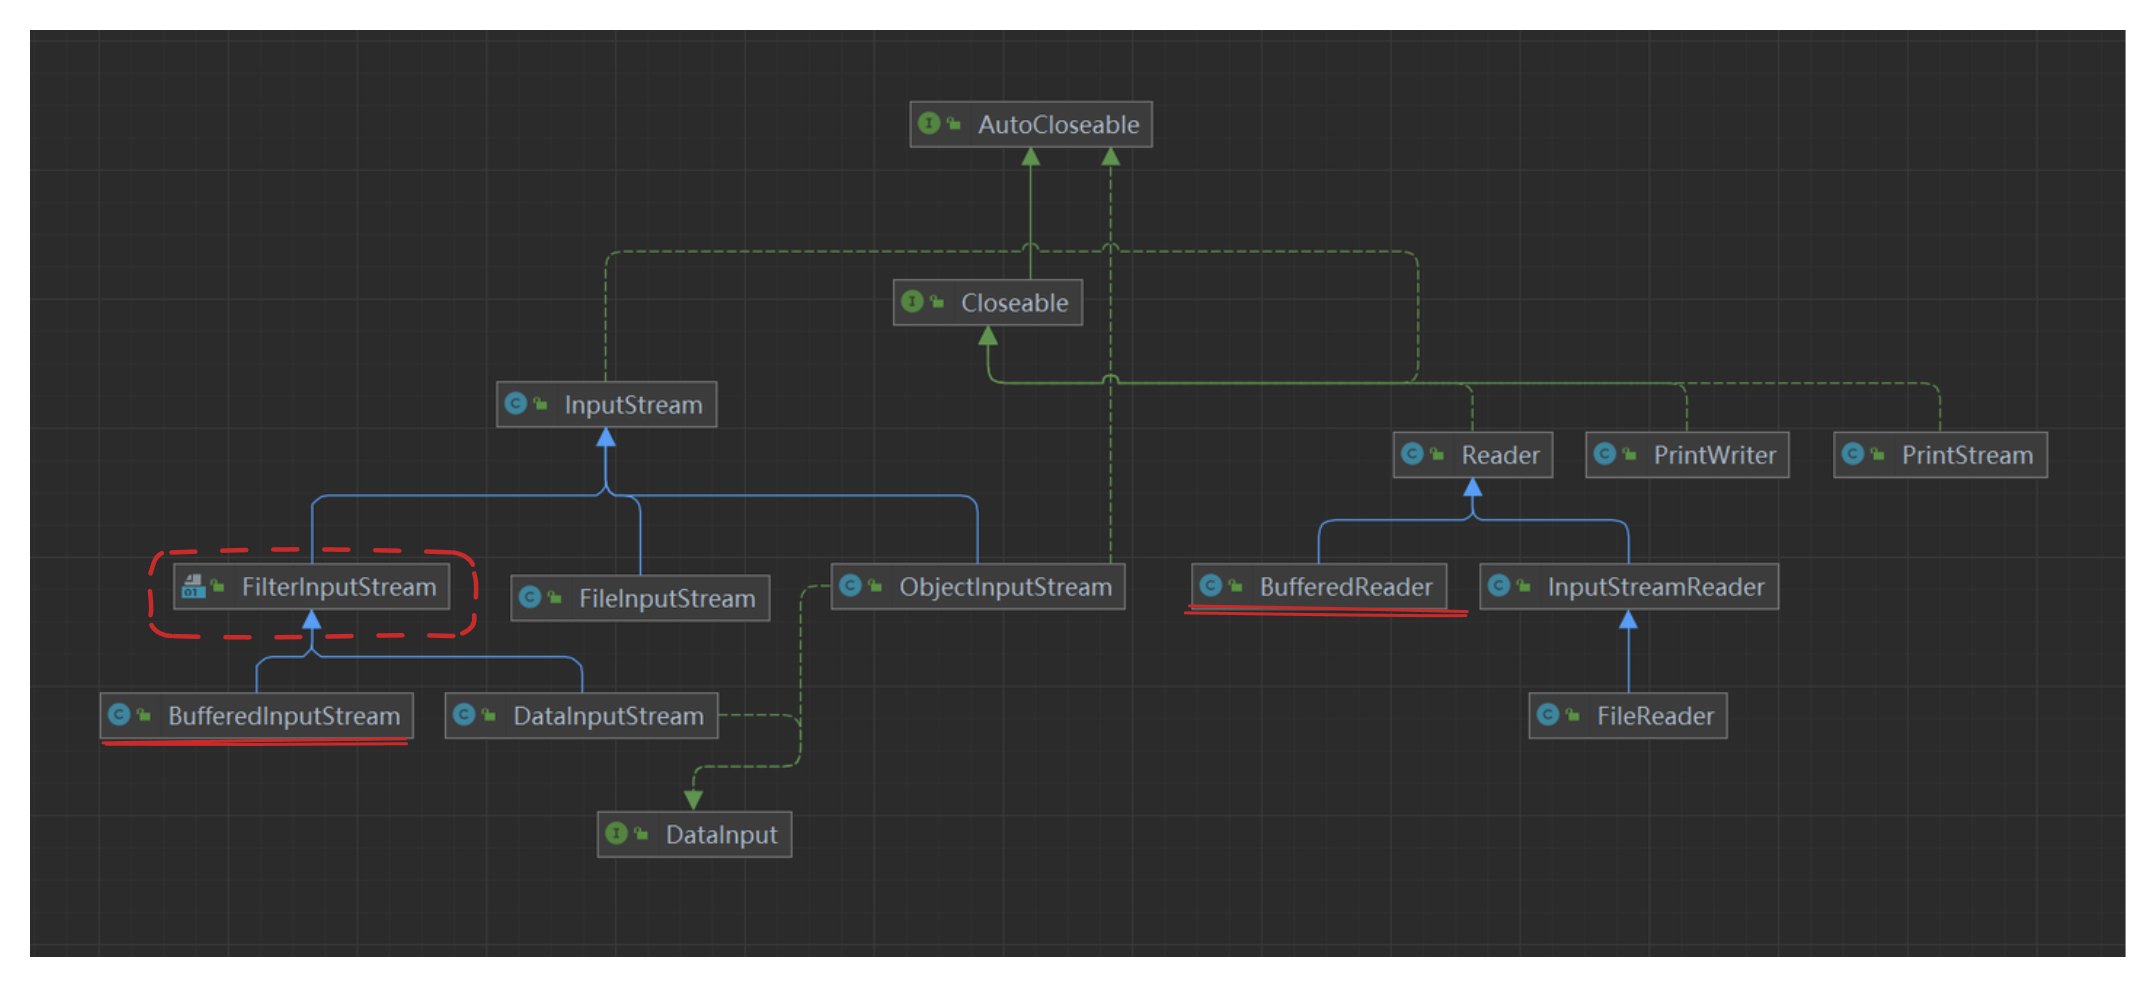 AutoCloseable
Closeable
InputStream
Reader
PrintWriter
PrintStream
FilterInputStream
FileInputStream
ObjectInputStream
BufferedReader
InputStreamReader
BufferedInputStream
DataInputStream
FileReader
DataInput